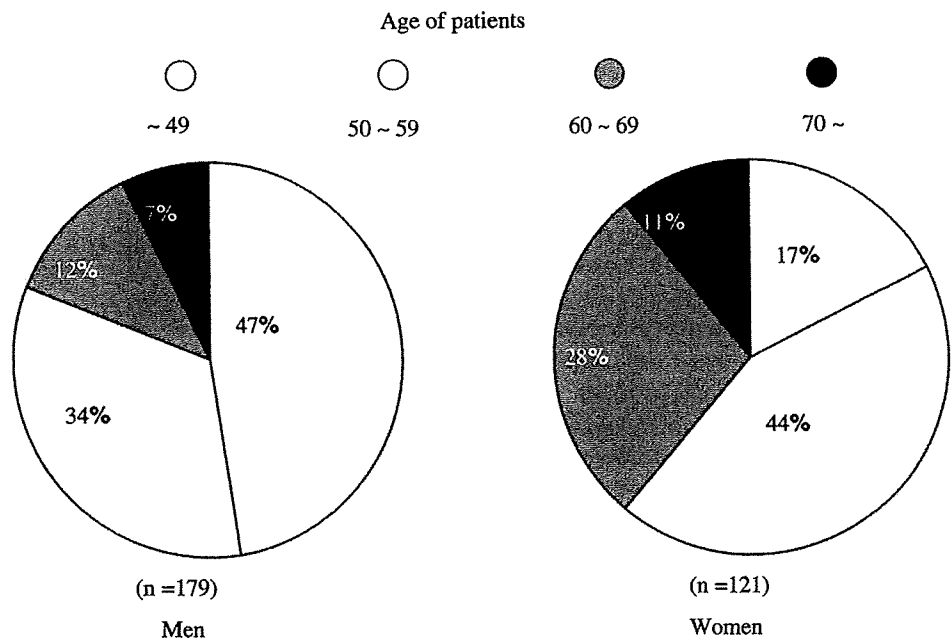 Age of patients
~ 49 50 ~ 59 60 ~ 69 70 ~
7%
12%
47%
34%
11%
17%
28%
44%
(n =179)
Men
(n =121)
Women